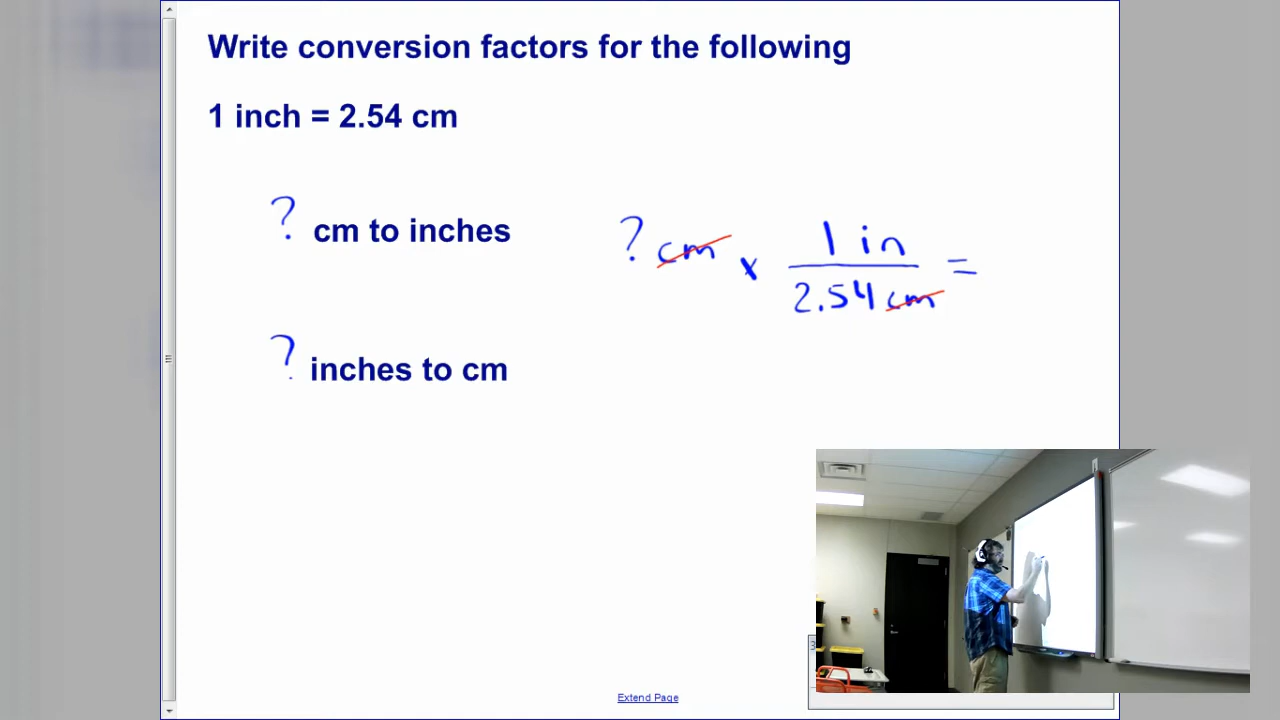 Write conversion factors for the following
1 inch = 2.54 cm
? cm to inches
? cm x 1 in / 2.54 cm =
? inches to cm
Extend Page